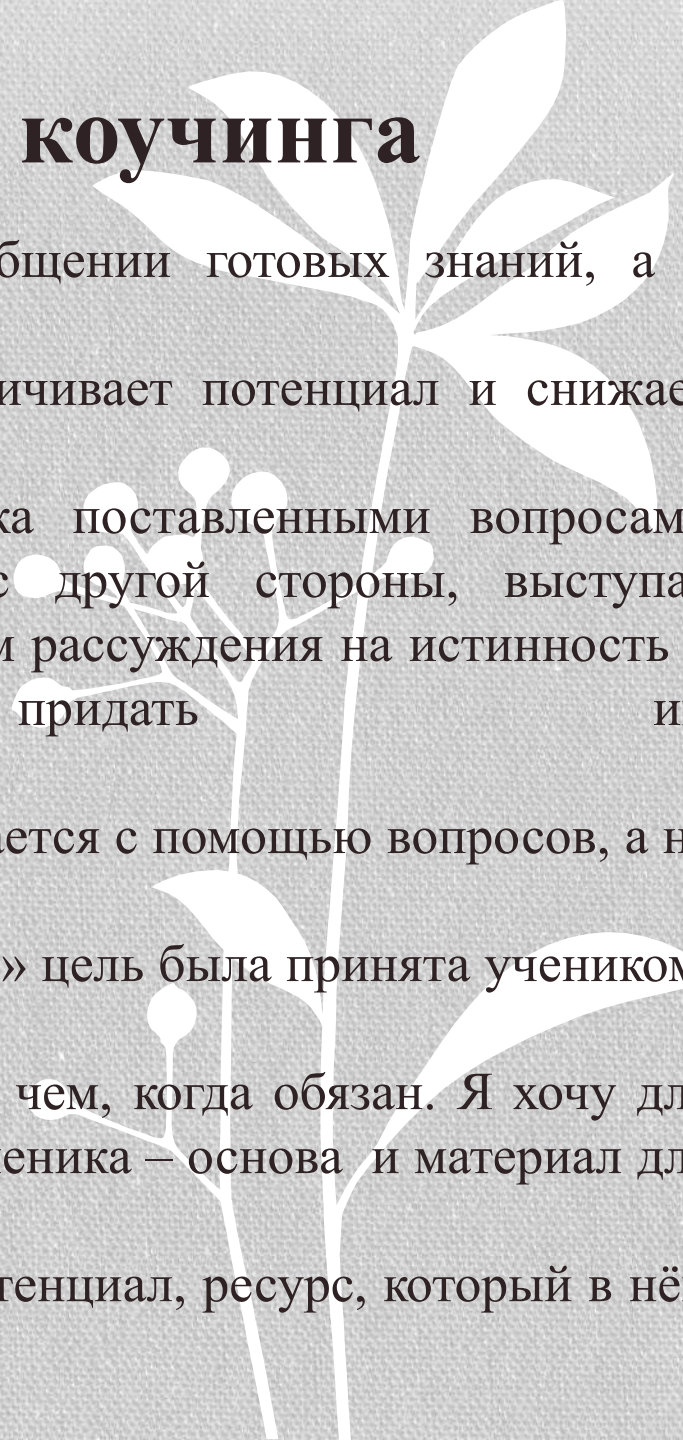 коучинга
бщении готовых знаний, а
ичивает потенциал и снижае
ка поставленными вопросам
с другой стороны, выступа
м рассуждения на истинность
придать и
ается с помощью вопросов, а н
» цель была принята учеником
чем, когда обязан. Я хочу дл
еника – основа и материал дл
тенциал, ресурс, который в нё